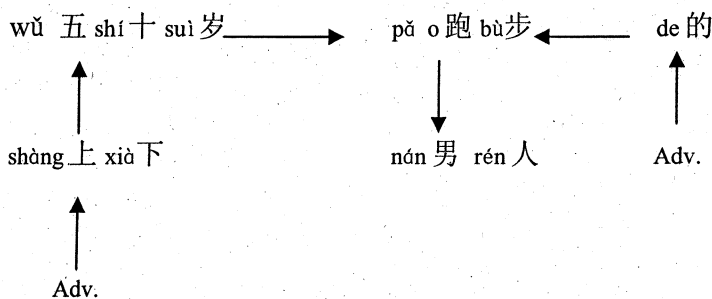 wǔ 五 shí 十 suì 岁 pǎ o 跑 bù 步 de 的
shàng 上 xià 下 nán 男 rén 人 Adv.
Adv.